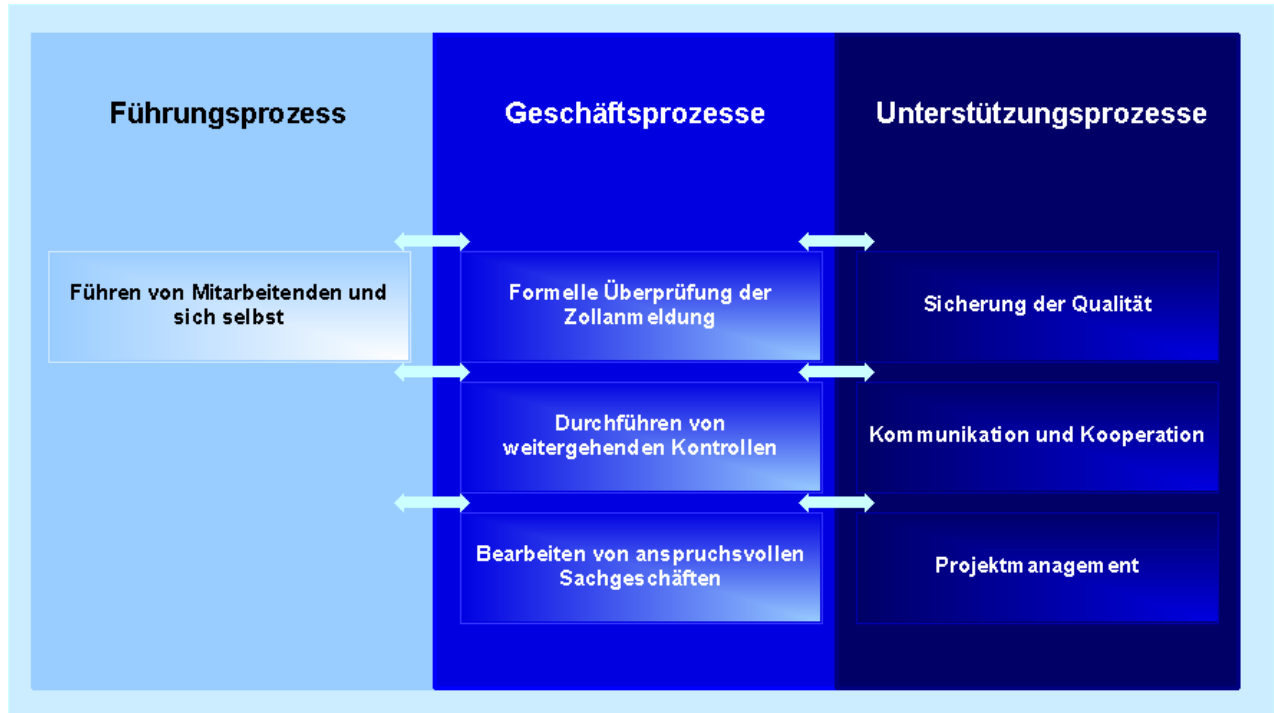 Führungsprozess
Geschäftsprozesse
Unterstützungsprozesse
Führen von Mitarbeitenden und
sich selbst
Formelle Überprüfung der
Zollanmeldung
Sicherung der Qualität
Durchführen von
weitergehenden Kontrollen
Kommunikation und Kooperation
Bearbeiten von anspruchsvollen
Sachgeschäften
Projektmanagement